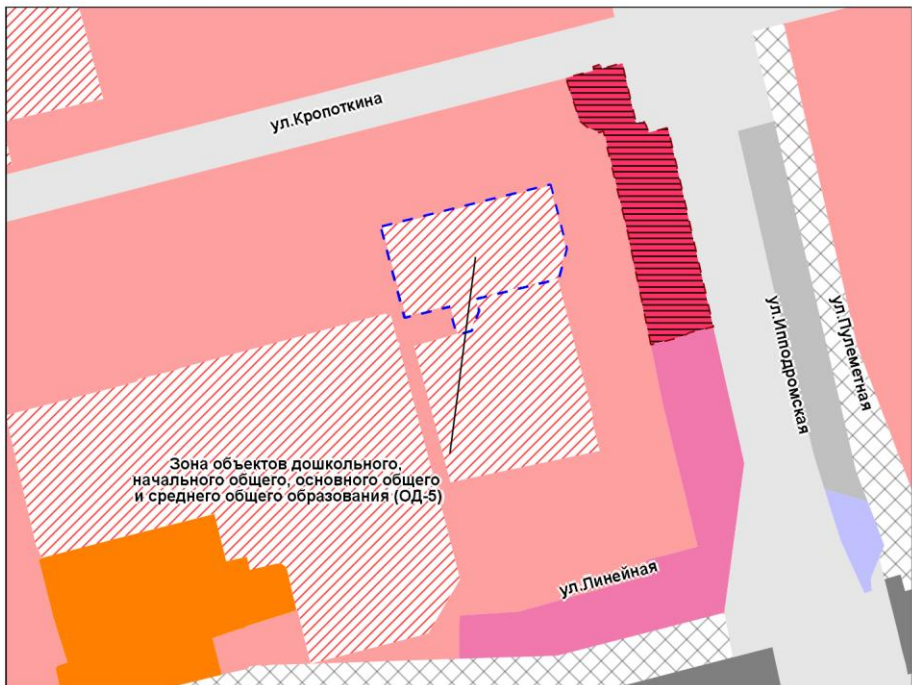 ул.Кропоткина
ул.Ипподромская
ул.Пулеметная
Зона объектов дошкольного,
начального общего, основного общего
и среднего общего образования (ОД-5)
ул.Линейная